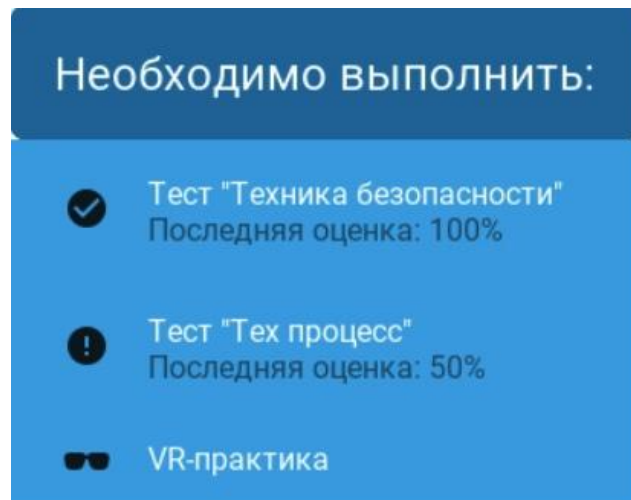 Необходимо выполнить:
Тест "Техника безопасности"
Последняя оценка: 100%
Тест "Тех процесс"
Последняя оценка: 50%
VR-практика